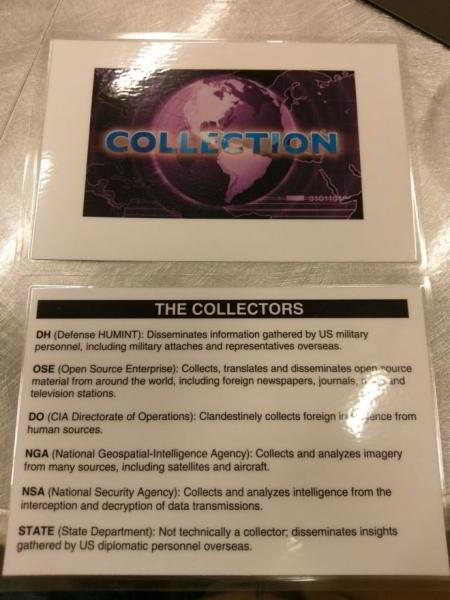 COLLECTION
THE COLLECTORS
DH (Defense HUMINT): Disseminates information gathered by US military
personnel, including military attaches and representatives overseas.
OSE (Open Source Enterprise): Collects, translates and disseminates open source
material from around the world, including foreign newspapers, journals, and
television stations.
DO (CIA Directorate of Operations): Clandestinely collects foreign from
human sources.
NGA (National Geospatial-Intelligence Agency): Collects and analyzes imagery
from many sources, including satellites and aircraft.
NSA (National Security Agency): Collects and analyzes intelligence from the
interception and decryption of data transmissions.
STATE (State Department): Not technically a collector; disseminates insights
gathered by US diplomatic personnel overseas.